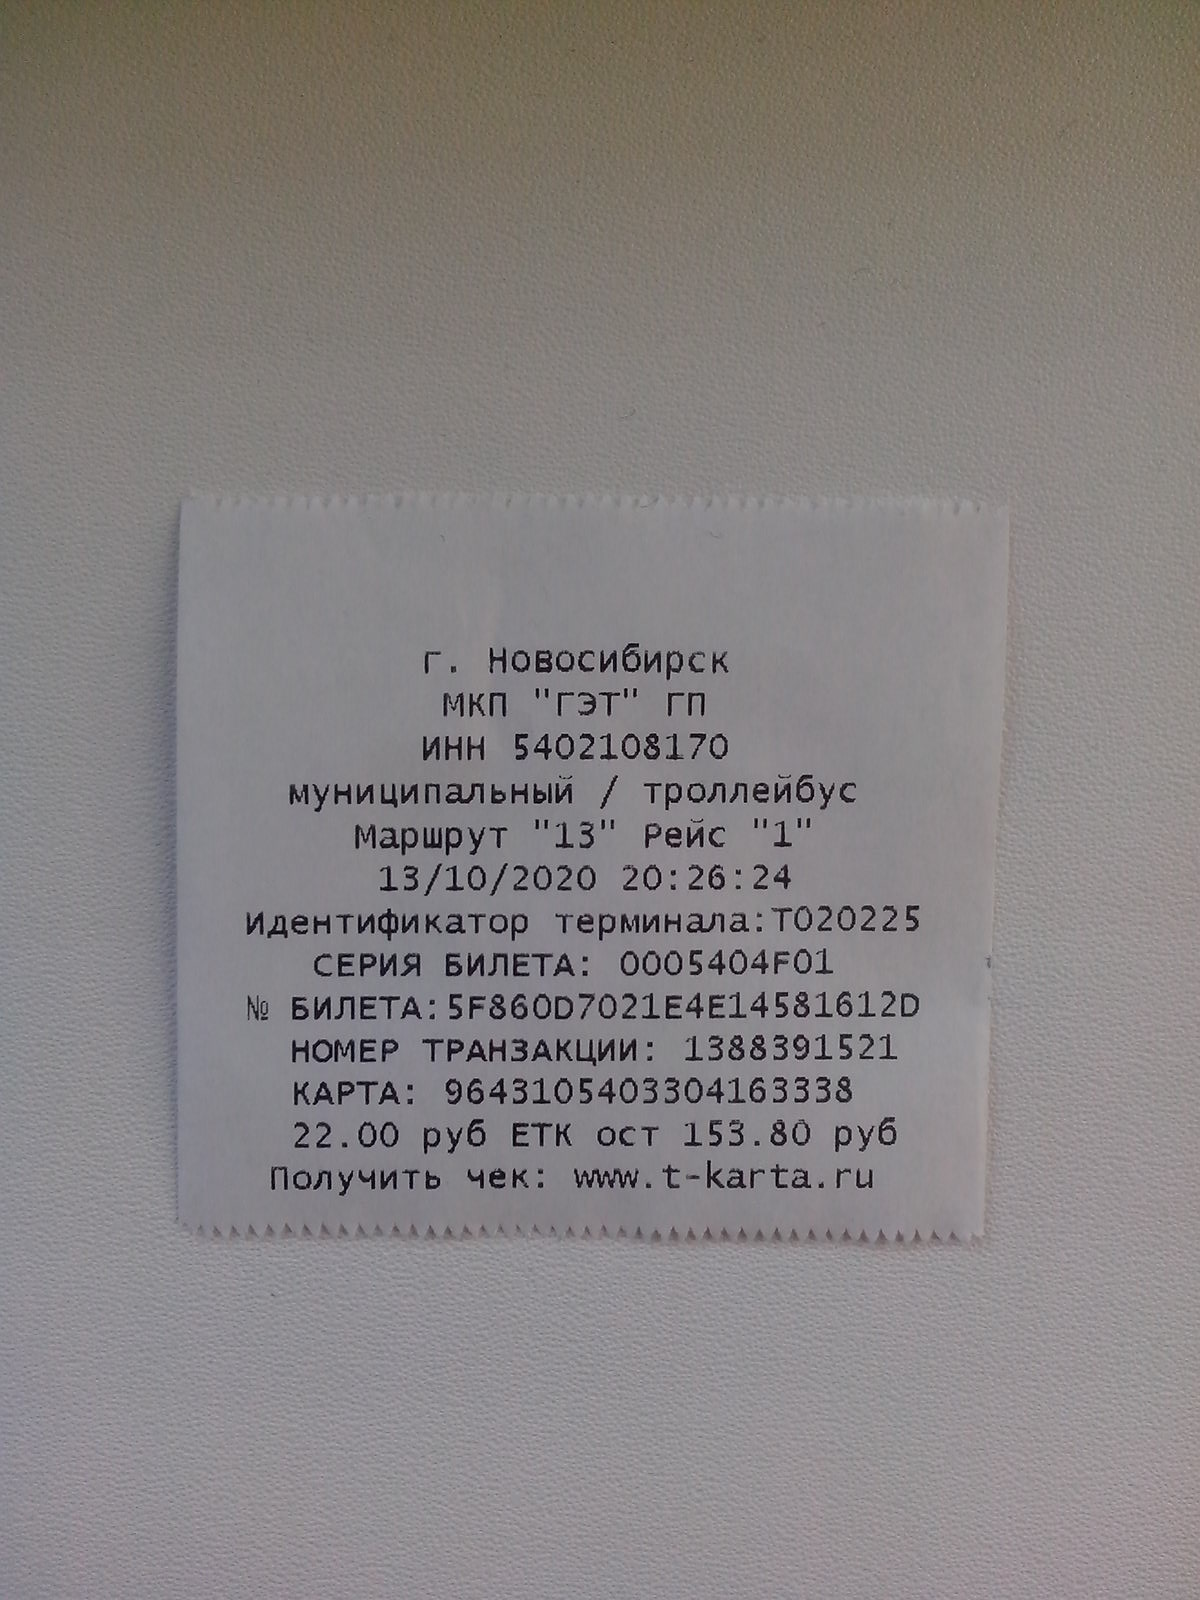 г. Новосибирск
МКП "ГЭТ" ГП
ИНН 5402108170
муниципальный / троллейбус
Маршрут "13" Рейс "1"
13/10/2020 20:26:24
Идентификатор терминала:T020225
СЕРИЯ БИЛЕТА: 0005404F01
№ БИЛЕТА:5F860D7021E4E14581612D
НОМЕР ТРАНЗАКЦИИ: 1388391521
КАРТА: 9643105403304163338
22.00 руб ЕТК ост 153.80 руб
Получить чек: www.t-karta.ru